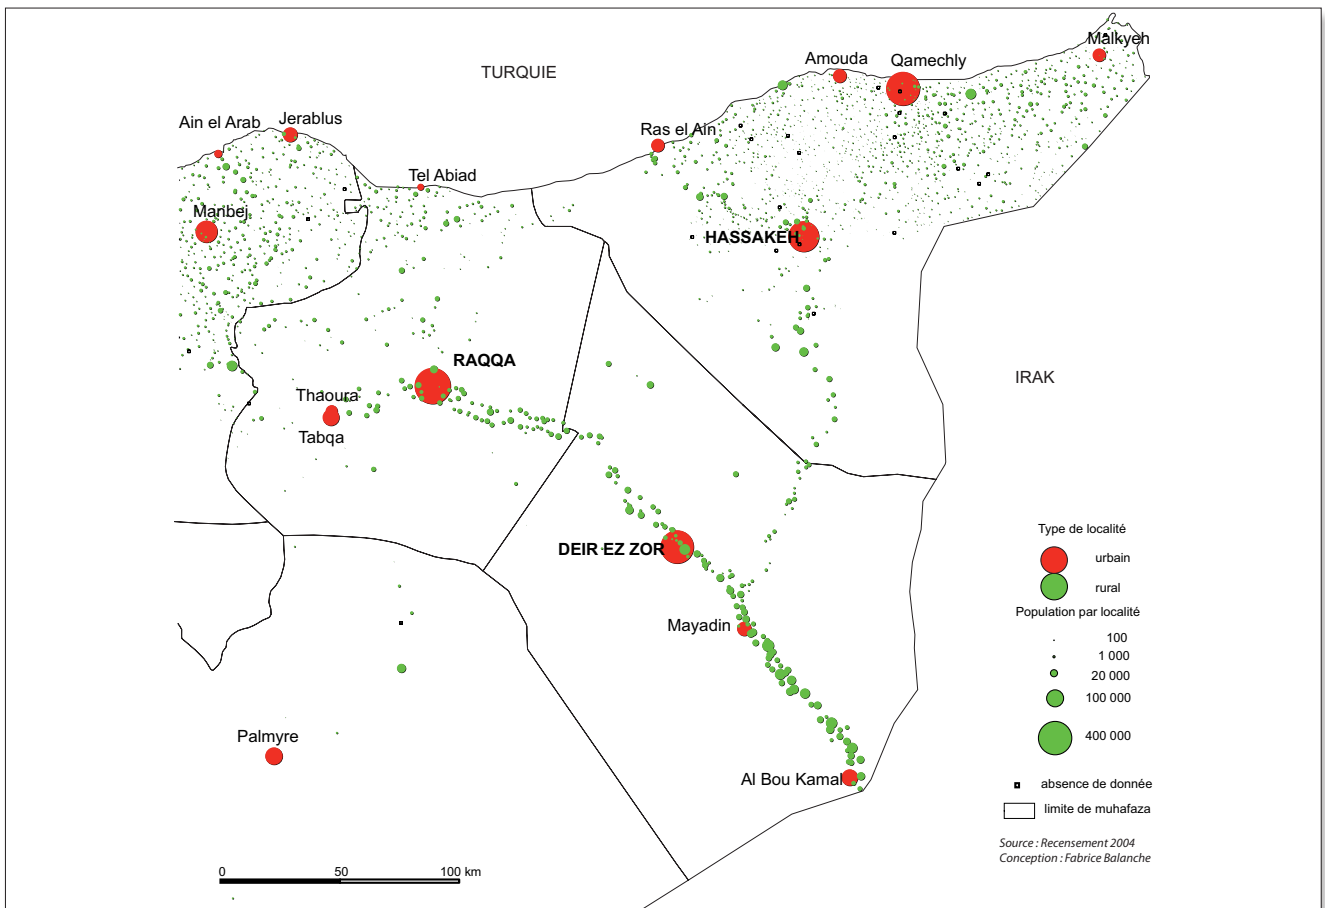 Malkyeh
Amouda
Qamechly
TURQUIE
Ain el Arab
Jerablus
Ras el Ain
Tel Abiad
Manbej
HASSAKEH
RAQQA
IRAK
Thaoura
Tabqa
DEIR EZ ZOR
Mayadin
Palmyre
Al Bou Kamal
Type de localité
urbain
rural
Population par localité
100
1 000
20 000
100 000
400 000
absence de donnée
limite de muhafaza
Source : Recensement 2004
Conception : Fabrice Balanche
0 50 100 km